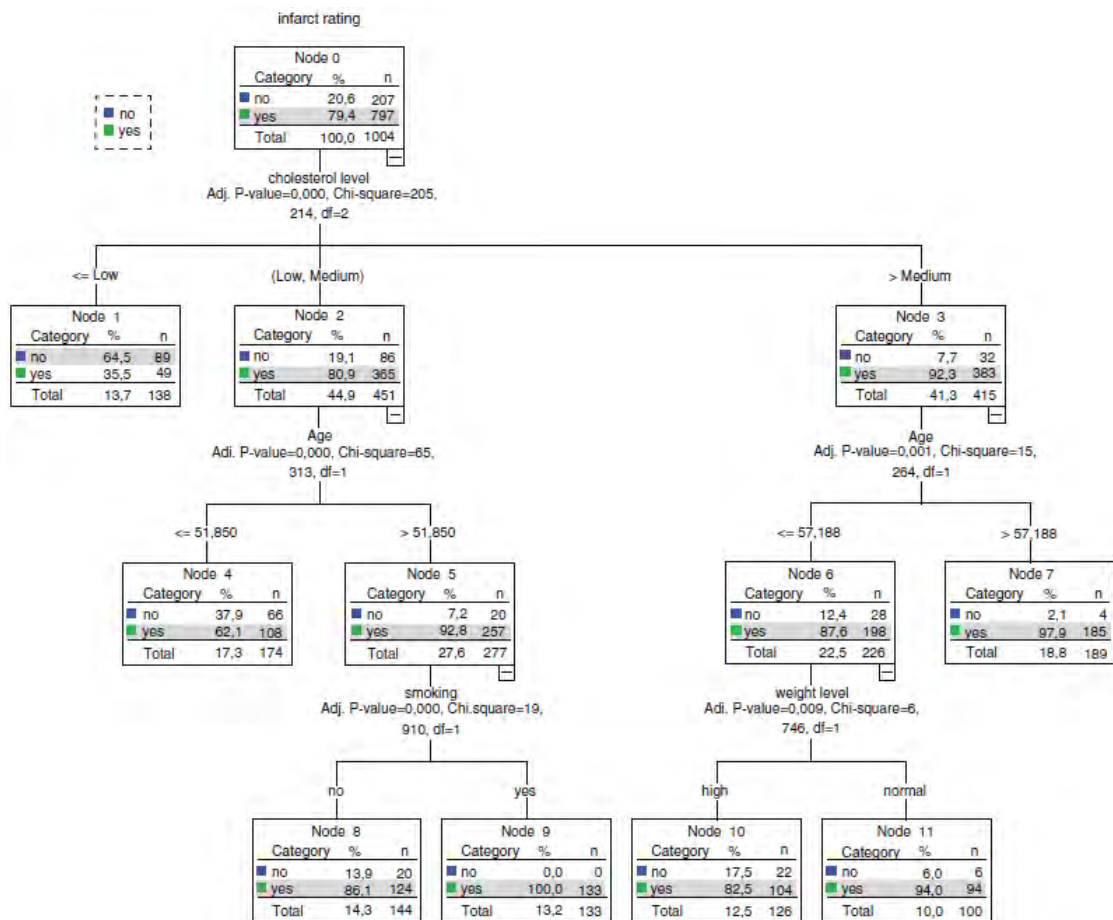 infarct rating
Node 0
Category % n
no 20,6 207
yes 79,4 797
Total 100,0 1004
no
yes
cholesterol level
Adj. P-value=0,000, Chi-square=205,
214, df=2
<= Low
(Low, Medium)
> Medium
Node 1
Category % n
no 64,5 89
yes 35,5 49
Total 13,7 138
Node 2
Category % n
no 19,1 86
yes 80,9 365
Total 44,9 451
Node 3
Category % n
no 7,7 32
yes 92,3 383
Total 41,3 415
Age
Adi. P-value=0,000, Chi-square=65,
313, df=1
Age
Adj. P-value=0,001, Chi-square=15,
264, df=1
<= 51,850
> 51,850
<= 57,188
> 57,188
Node 4
Category % n
no 37,9 66
yes 62,1 108
Total 17,3 174
Node 5
Category % n
no 7,2 20
yes 92,8 257
Total 27,6 277
Node 6
Category % n
no 12,4 28
yes 87,6 198
Total 22,5 226
Node 7
Category % n
no 2,1 4
yes 97,9 185
Total 18,8 189
smoking
Adj. P-value=0,000, Chi.square=19,
910, df=1
weight level
Adj. P-value=0,009, Chi-square=6,
746, df=1
no
yes
high
normal
Node 8
Category % n
no 13,9 20
yes 86,1 124
Total 14,3 144
Node 9
Category % n
no 0,0 0
yes 100,0 133
Total 13,2 133
Node 10
Category % n
no 17,5 22
yes 82,5 104
Total 12,5 126
Node 11
Category % n
no 6,0 6
yes 94,0 94
Total 10,0 100